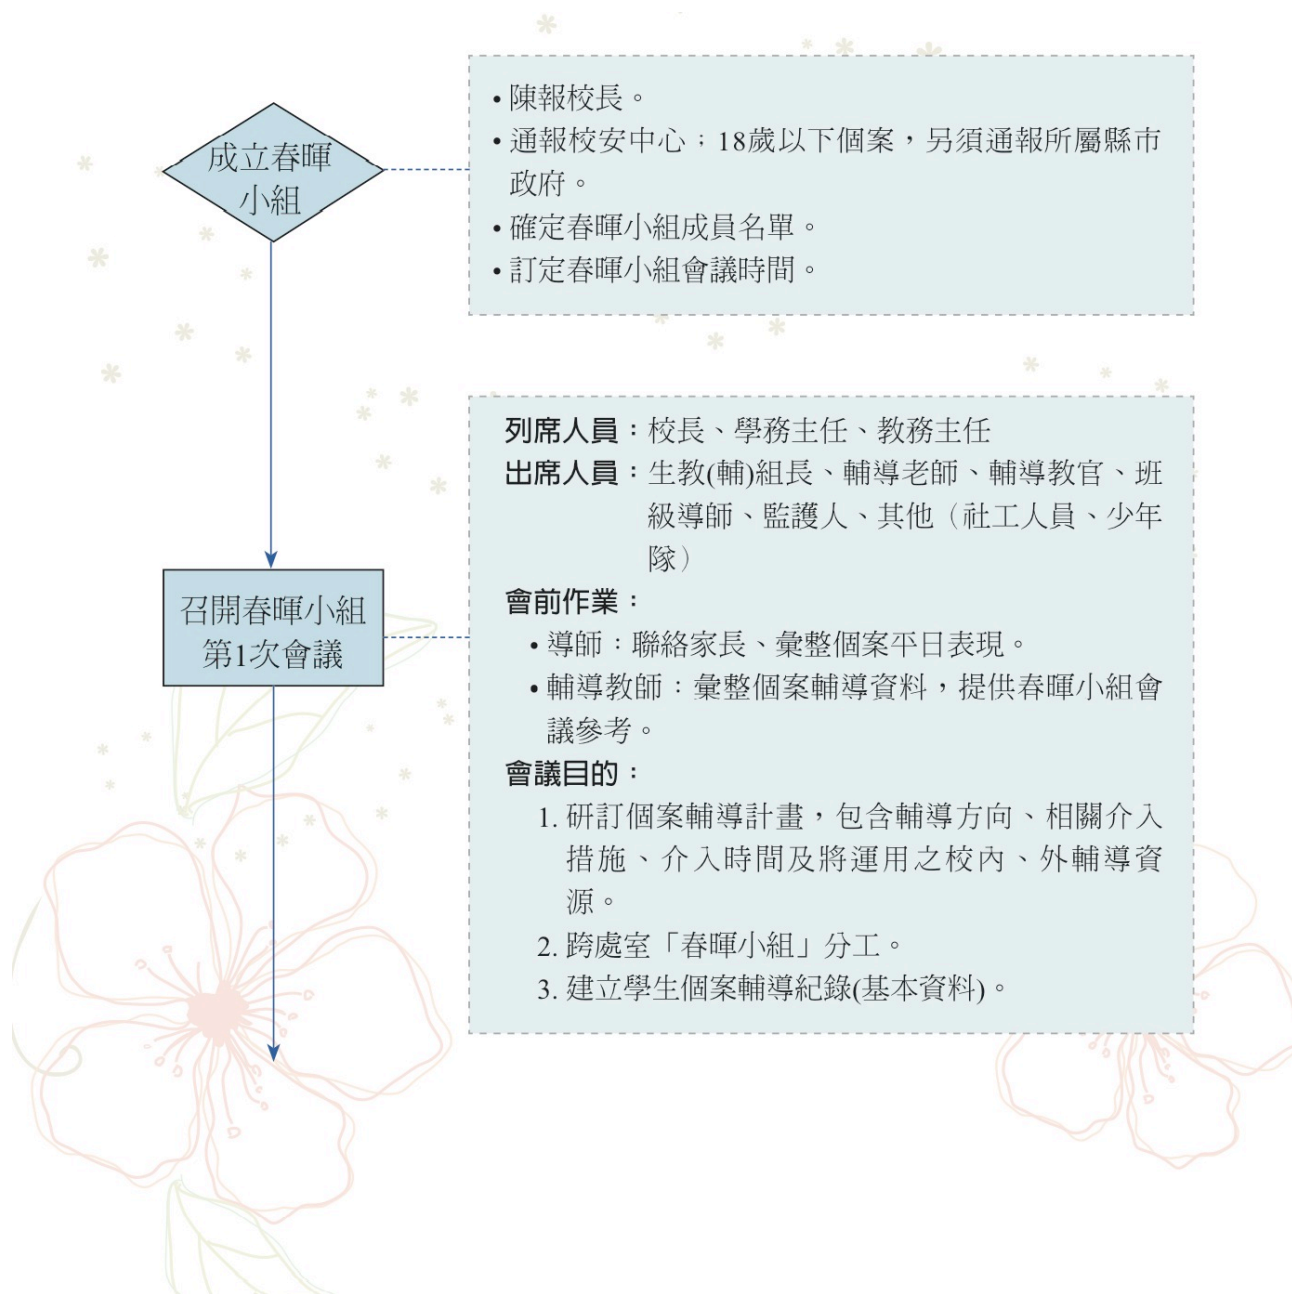 成立春暉
小組
• 陳報校長。
• 通報校安中心；18歲以下個案，另須通報所屬縣市
政府。
• 確定春暉小組成員名單。
• 訂定春暉小組會議時間。
召開春暉小組
第1次會議
列席人員：校長、學務主任、教務主任
出席人員：生教(輔)組長、輔導老師、輔導教官、班
級導師、監護人、其他（社工人員、少年
隊）
會前作業：
• 導師：聯絡家長、彙整個案平日表現。
• 輔導教師：彙整個案輔導資料，提供春暉小組會
議參考。
會議目的：
1. 研訂個案輔導計畫，包含輔導方向、相關介入
措施、介入時間及將運用之校內、外輔導資
源。
2. 跨處室「春暉小組」分工。
3. 建立學生個案輔導紀錄(基本資料)。